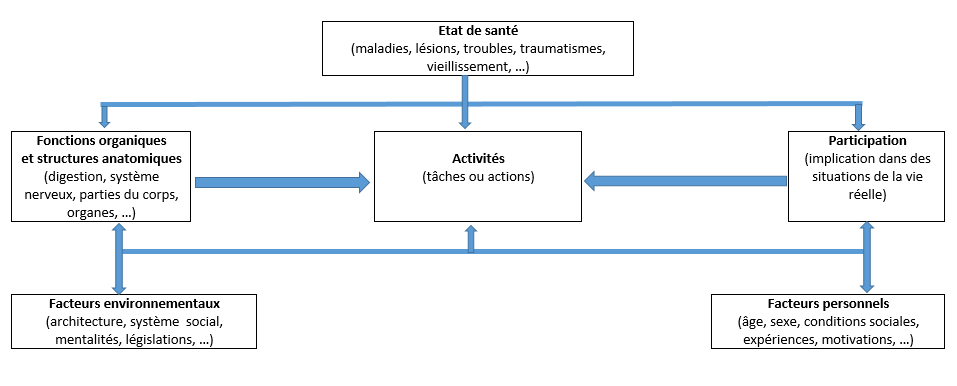 Etat de santé
(maladies, lésions, troubles, traumatismes,
vieillissement, …)
Fonctions organiques
et structures anatomiques
(digestion, système
nerveux, parties du corps,
organes, …)
Activités
(tâches ou actions)
Participation
(implication dans des
situations de la vie
réelle)
Facteurs environnementaux
(architecture, système social,
mentalités, législations, …)
Facteurs personnels
(âge, sexe, conditions sociales,
expériences, motivations, …)